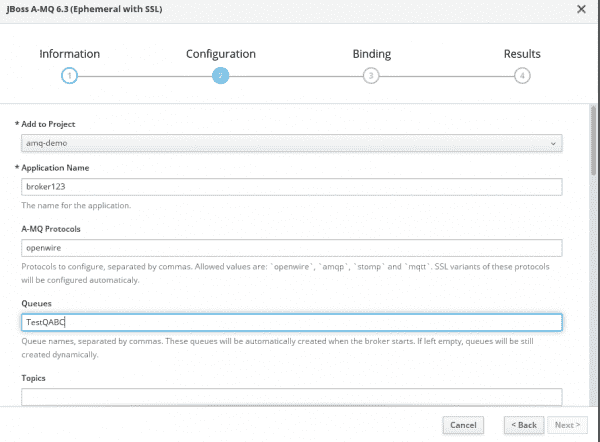 JBoss A-MQ 6.3 (Ephemeral with SSL)
Information Configuration Binding Results
1 2 3 4
* Add to Project
amq-demo
* Application Name
broker123
The name for the application.
A-MQ Protocols
openwire
Protocols to configure, separated by commas. Allowed values are: `openwire`, `amqp`, `stomp` and `mqtt`. SSL variants of these protocols
will be configured automaticaly.
Queues
TestQABC
Queue names, separated by commas. These queues will be automatically created when the broker starts. If left empty, queues will be still
created dynamically.
Topics
Cancel < Back Next >